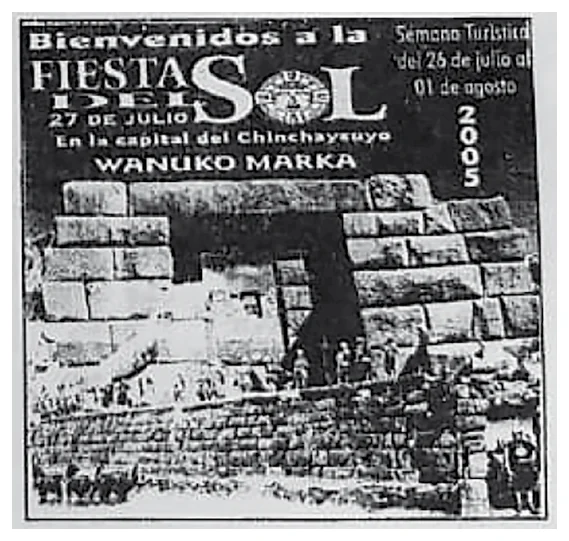 Bienvenidos a la
FIESTA
DEL
SOL
27 DE JULIO
En la capital del Chinchaysuyo
WANUKO MARKA
Semana Turística
del 26 de julio al
01 de agosto
2005